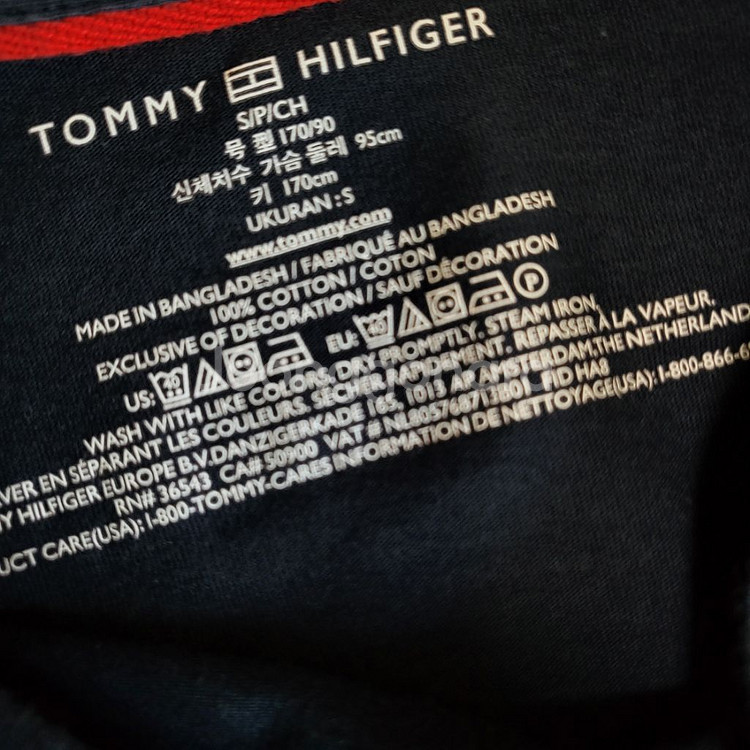 TOMMY HILFIGER
S/P/CH
号 型 170/90
신체치수 가슴 둘레 95cm
키 170cm
UKURAN : S
www.tommy.com
MADE IN BANGLADESH / FABRIQUÉ AU BANGLADESH
100% COTTON / COTON
EXCLUSIVE OF DECORATION / SAUF DÉCORATION
US: EU: P
WASH WITH LIKE COLORS. DRY PROMPTLY. STEAM IRON.
VER EN SÉPARANT LES COULEURS. SÉCHER RAPIDEMENT. RÉPASSER À LA VAPEUR.
Y HILFIGER EUROPE B.V. DANZIGERKADE 165, 1013 AP AMSTERDAM, THE NETHERLAND
RN# 36543 CA# 50900 VAT # NL805768713B01 FID HA8
UCT CARE(USA): 1-800-TOMMY-CARES INFORMATION DE NETTOYAGE(USA): 1-800-866-6